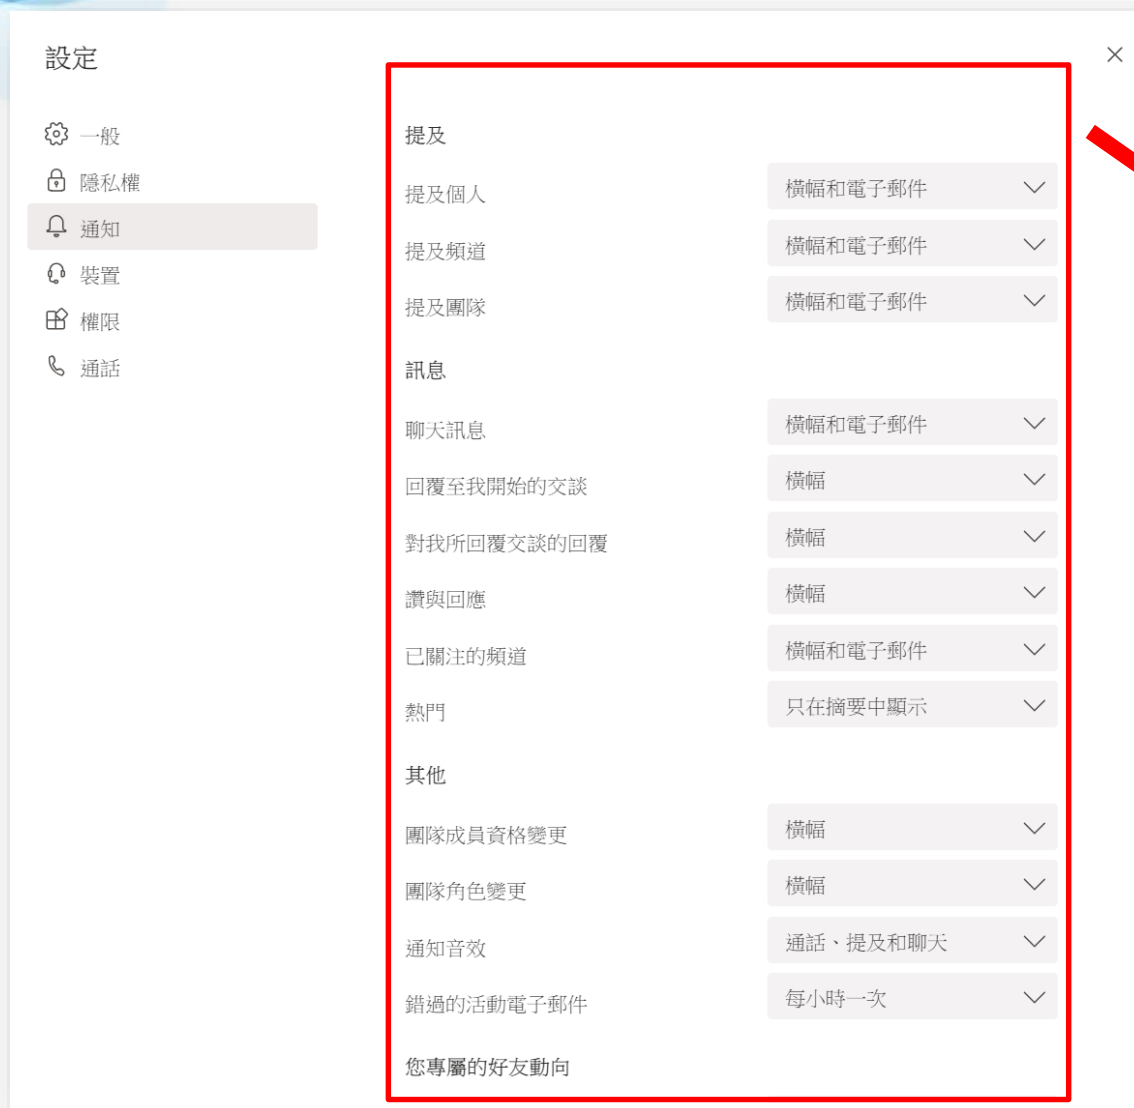 設定
一般
隱私權
通知
裝置
權限
通話
提及
提及個人 橫幅和電子郵件
提及頻道 橫幅和電子郵件
提及團隊 橫幅和電子郵件
訊息
聊天訊息 橫幅和電子郵件
回覆至我開始的交談 橫幅
對我所回覆交談的回覆 橫幅
讚與回應 橫幅
已關注的頻道 橫幅和電子郵件
熱門 只在摘要中顯示
其他
團隊成員資格變更 橫幅
團隊角色變更 橫幅
通知音效 通話、提及和聊天
錯過的活動電子郵件 每小時一次
您專屬的好友動向